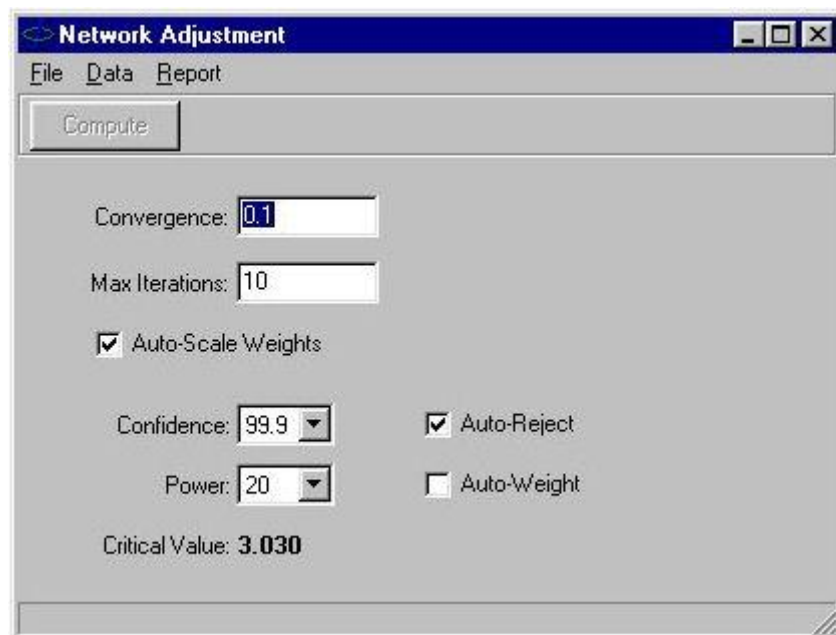 Network Adjustment
File Data Report
Compute
Convergence: 0.1
Max Iterations: 10
Auto-Scale Weights
Confidence: 99.9 Auto-Reject
Power: 20 Auto-Weight
Critical Value: 3.030